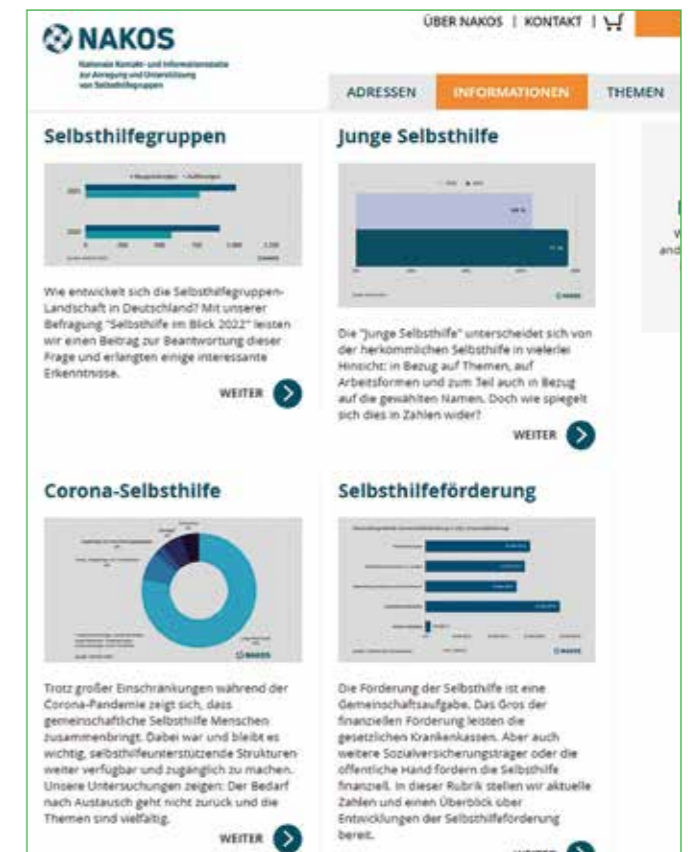 ÜBER NAKOS | KONTAKT |
NAKOS
Nationale Kontakt- und Informationsstelle
zur Anregung und Unterstützung
von Selbsthilfegruppen
ADRESSEN INFORMATIONEN THEMEN
Selbsthilfegruppen
NAKOS
Wie entwickelt sich die Selbsthilfegruppen-
Landschaft in Deutschland? Mit unserer
Befragung "Selbsthilfe im Blick 2022" leisten
wir einen Beitrag zur Beantwortung dieser
Frage und erlangten einige interessante
Erkenntnisse.
WEITER
Junge Selbsthilfe
NAKOS
Die "Junge Selbsthilfe" unterscheidet sich von
der herkömmlichen Selbsthilfe in vielerlei
Hinsicht: in Bezug auf Themen, auf
Arbeitsformen und zum Teil auch in Bezug
auf die gewählten Namen. Doch wie spiegelt
sich dies in Zahlen wider?
WEITER
Corona-Selbsthilfe
NAKOS
Trotz großer Einschränkungen während der
Corona-Pandemie zeigt sich, dass
gemeinschaftliche Selbsthilfe Menschen
zusammenbringt. Dabei war und bleibt es
wichtig, selbsthilfeunterstützende Strukturen
weiter verfügbar und zugänglich zu machen.
Unsere Untersuchungen zeigen: Der Bedarf
nach Austausch geht nicht zurück und die
Themen sind vielfältig.
WEITER
Selbsthilfeförderung
NAKOS
Die Förderung der Selbsthilfe ist eine
Gemeinschaftsaufgabe. Das Gros der
finanziellen Förderung leisten die
gesetzlichen Krankenkassen. Aber auch
weitere Sozialversicherungsträger oder die
öffentliche Hand fördern die Selbsthilfe
finanziell. In dieser Rubrik stellen wir aktuelle
Zahlen und einen Überblick über
Entwicklungen der Selbsthilfeförderung
bereit.
WEITER